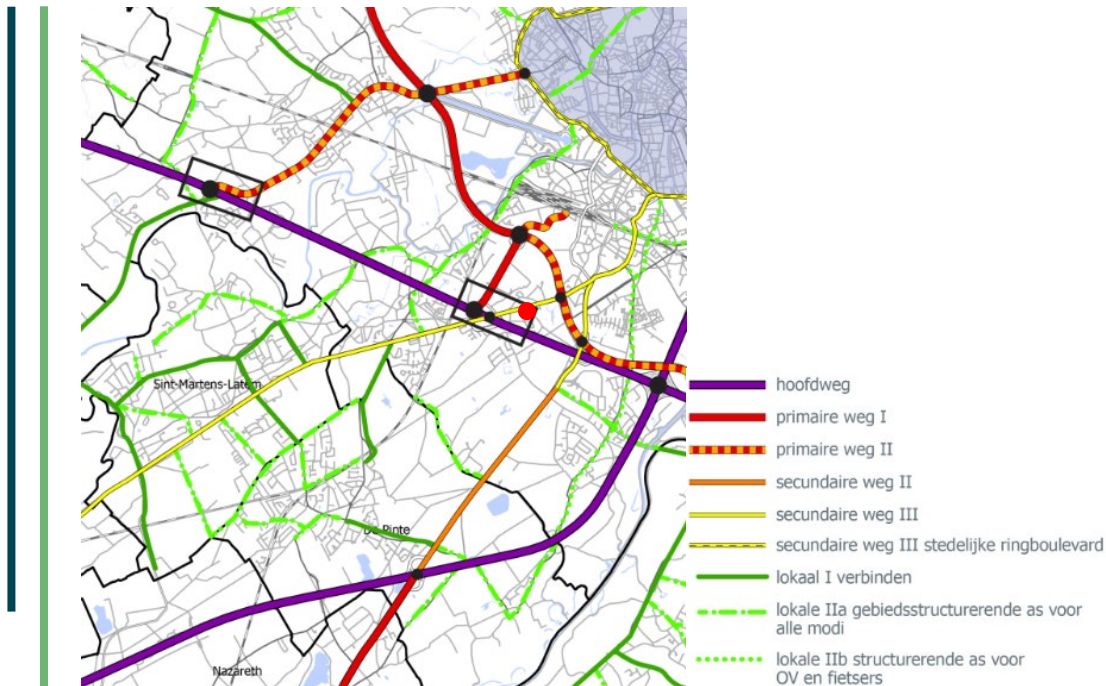 Sint-Martens-Latem
De Pinte
Nazareth
hoofdweg
primaire weg I
primaire weg II
secundaire weg II
secundaire weg III
secundaire weg III stedelijke ringboulevard
lokaal I verbinden
lokale IIa gebiedsstructurerende as voor
alle modi
lokale IIb structurerende as voor
OV en fietsers